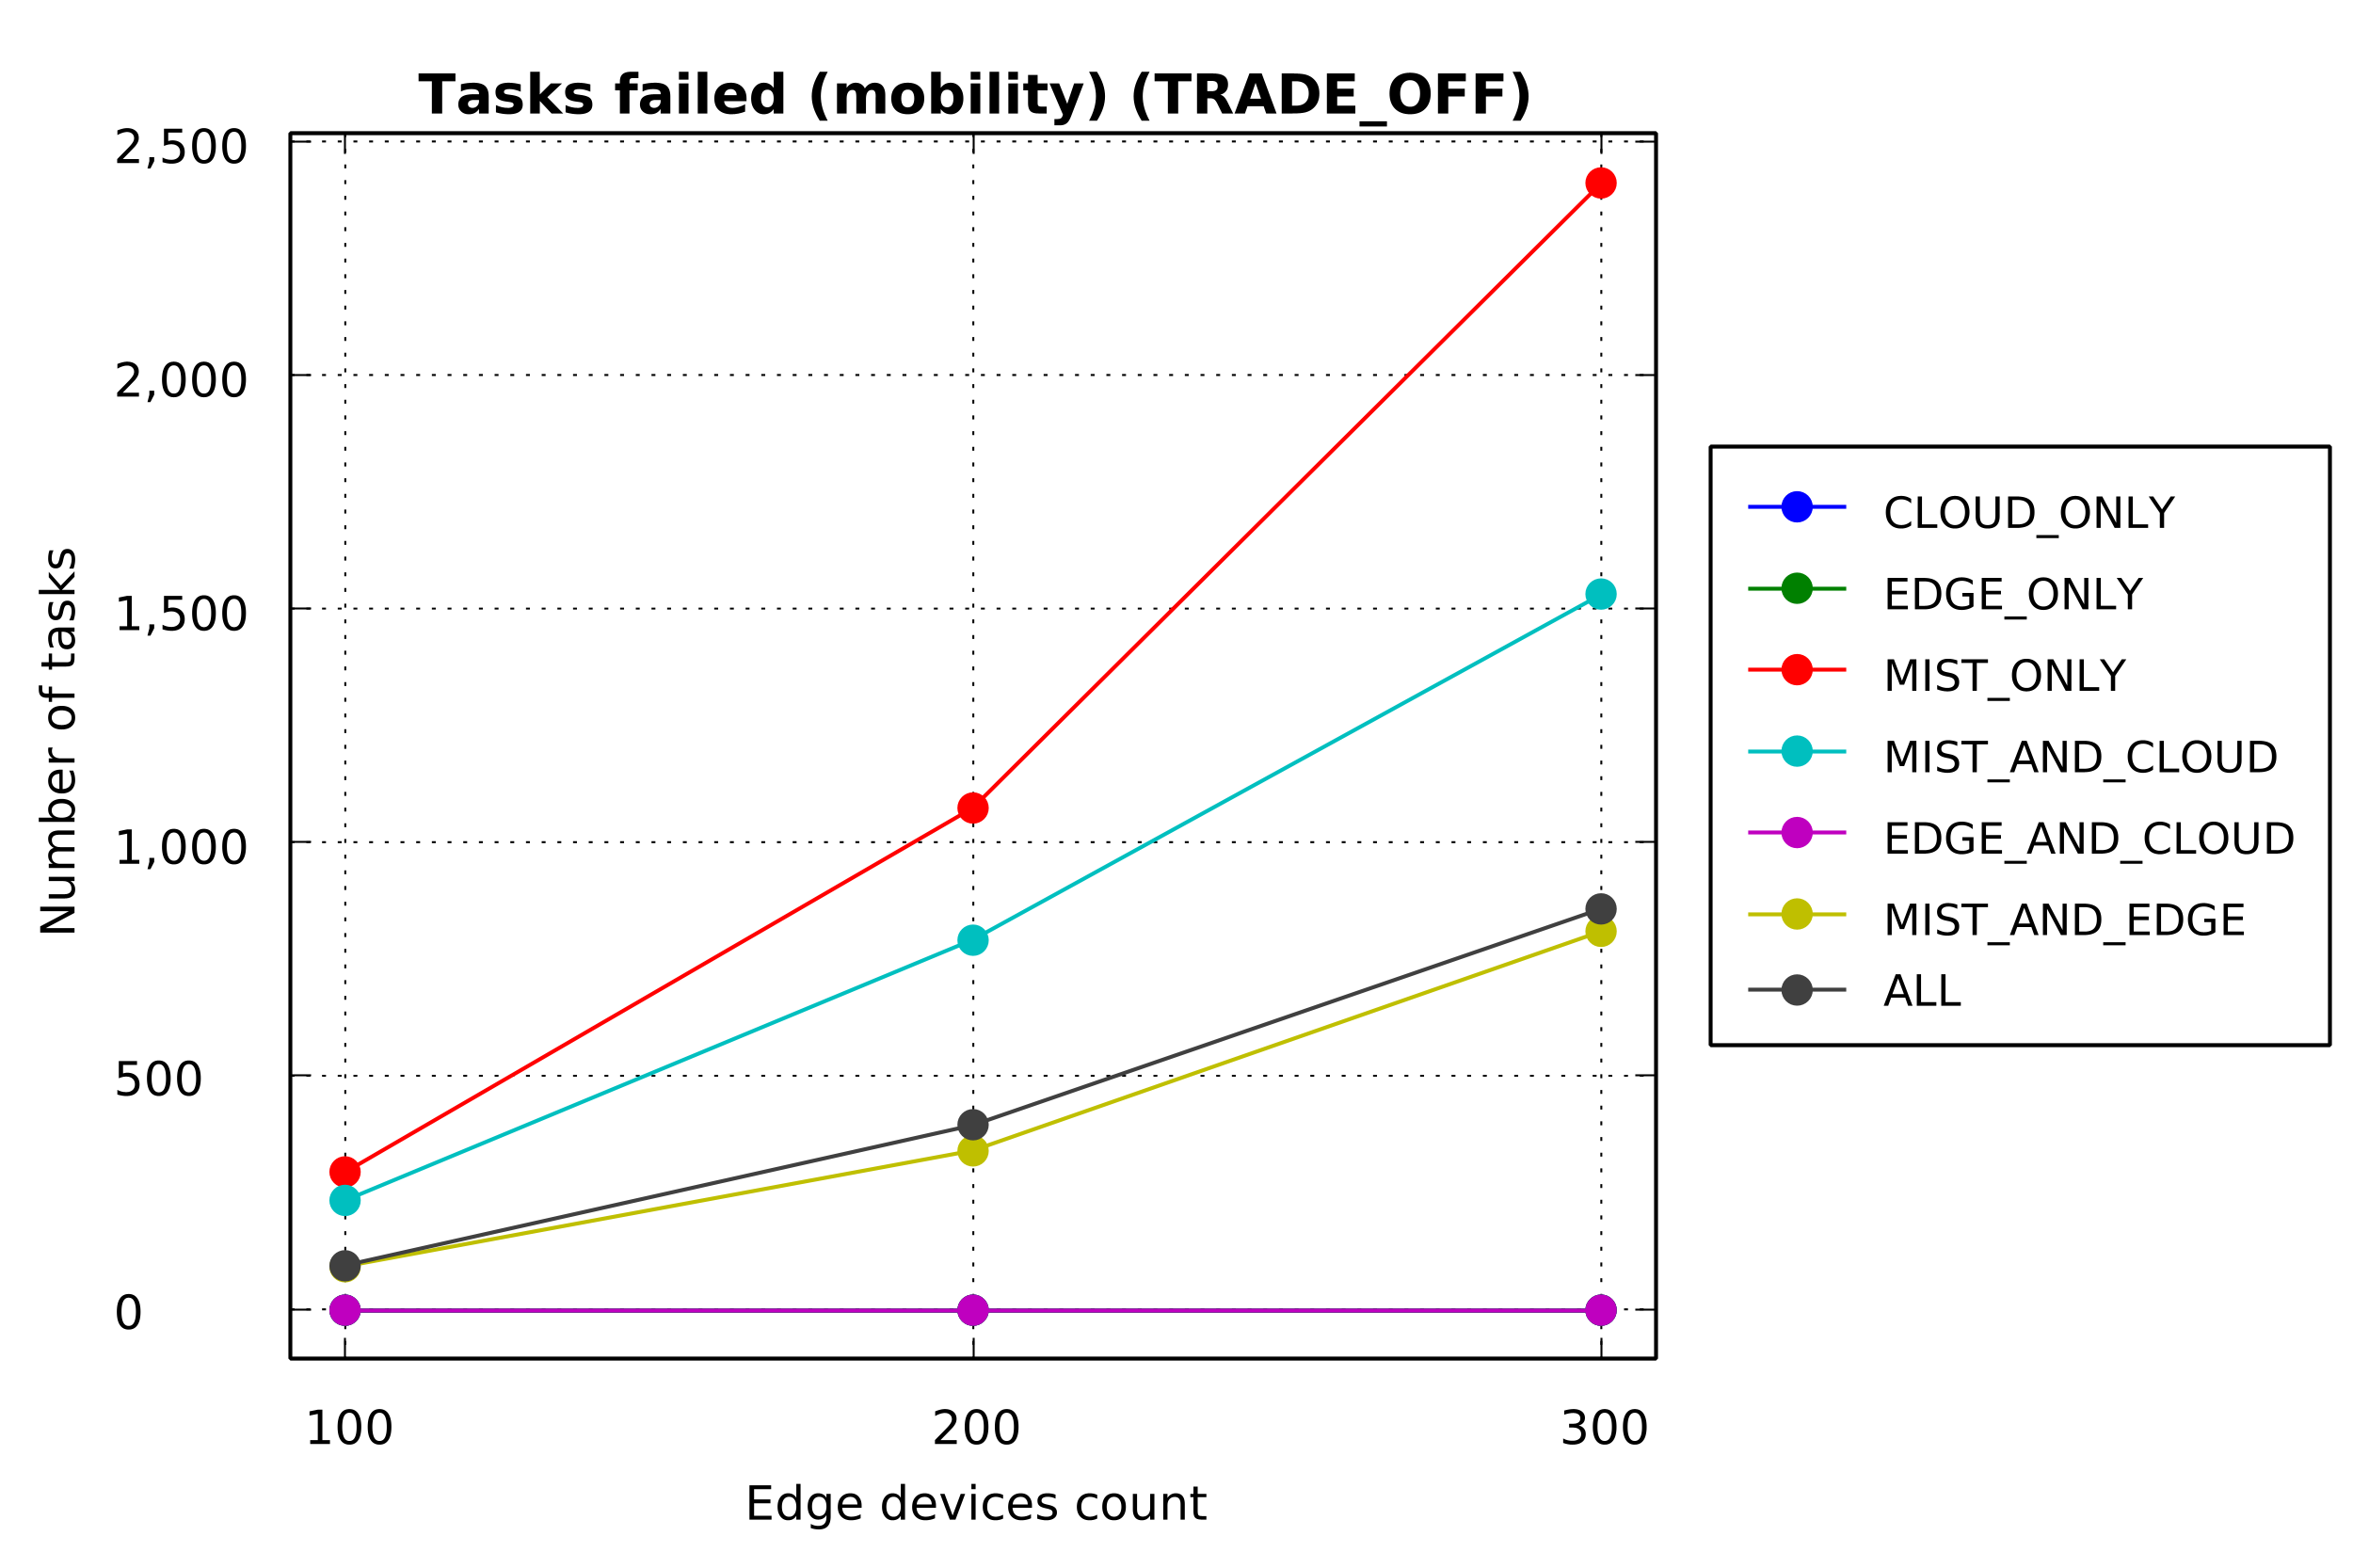 Tasks failed (mobility) (TRADE_OFF)
2,500
2,000
1,500
1,000
500
0
Number of tasks
100 200 300
Edge devices count
CLOUD_ONLY
EDGE_ONLY
MIST_ONLY
MIST_AND_CLOUD
EDGE_AND_CLOUD
MIST_AND_EDGE
ALL